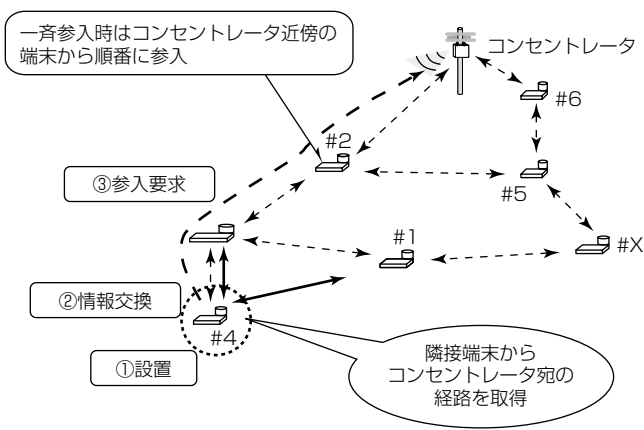 一斉参入時はコンセントレータ近傍の
端末から順番に参入
コンセントレータ
#6
#2
③参入要求
#5
#1
#X
②情報交換
#4
①設置
隣接端末から
コンセントレータ宛の
経路を取得